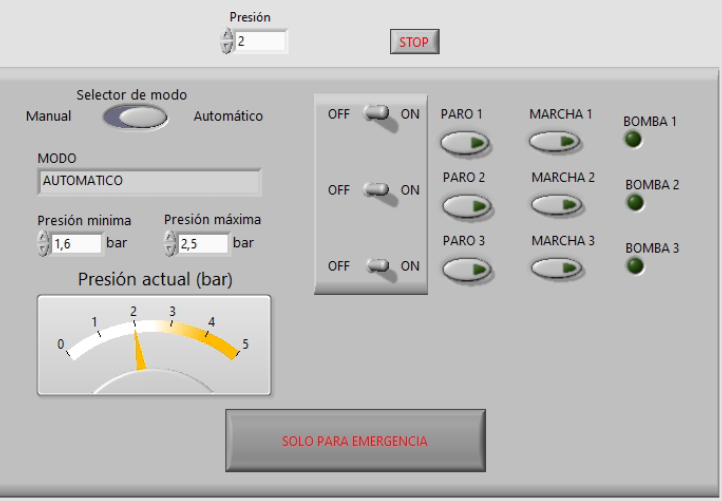 Presión
2
STOP
Selector de modo
Manual
Automático
MODO
AUTOMATICO
Presión minima
Presión máxima
1,6
bar
2,5
bar
Presión actual (bar)
0
1
2
3
4
5
OFF
ON
OFF
ON
OFF
ON
PARO 1
MARCHA 1
BOMBA 1
PARO 2
MARCHA 2
BOMBA 2
PARO 3
MARCHA 3
BOMBA 3
SOLO PARA EMERGENCIA